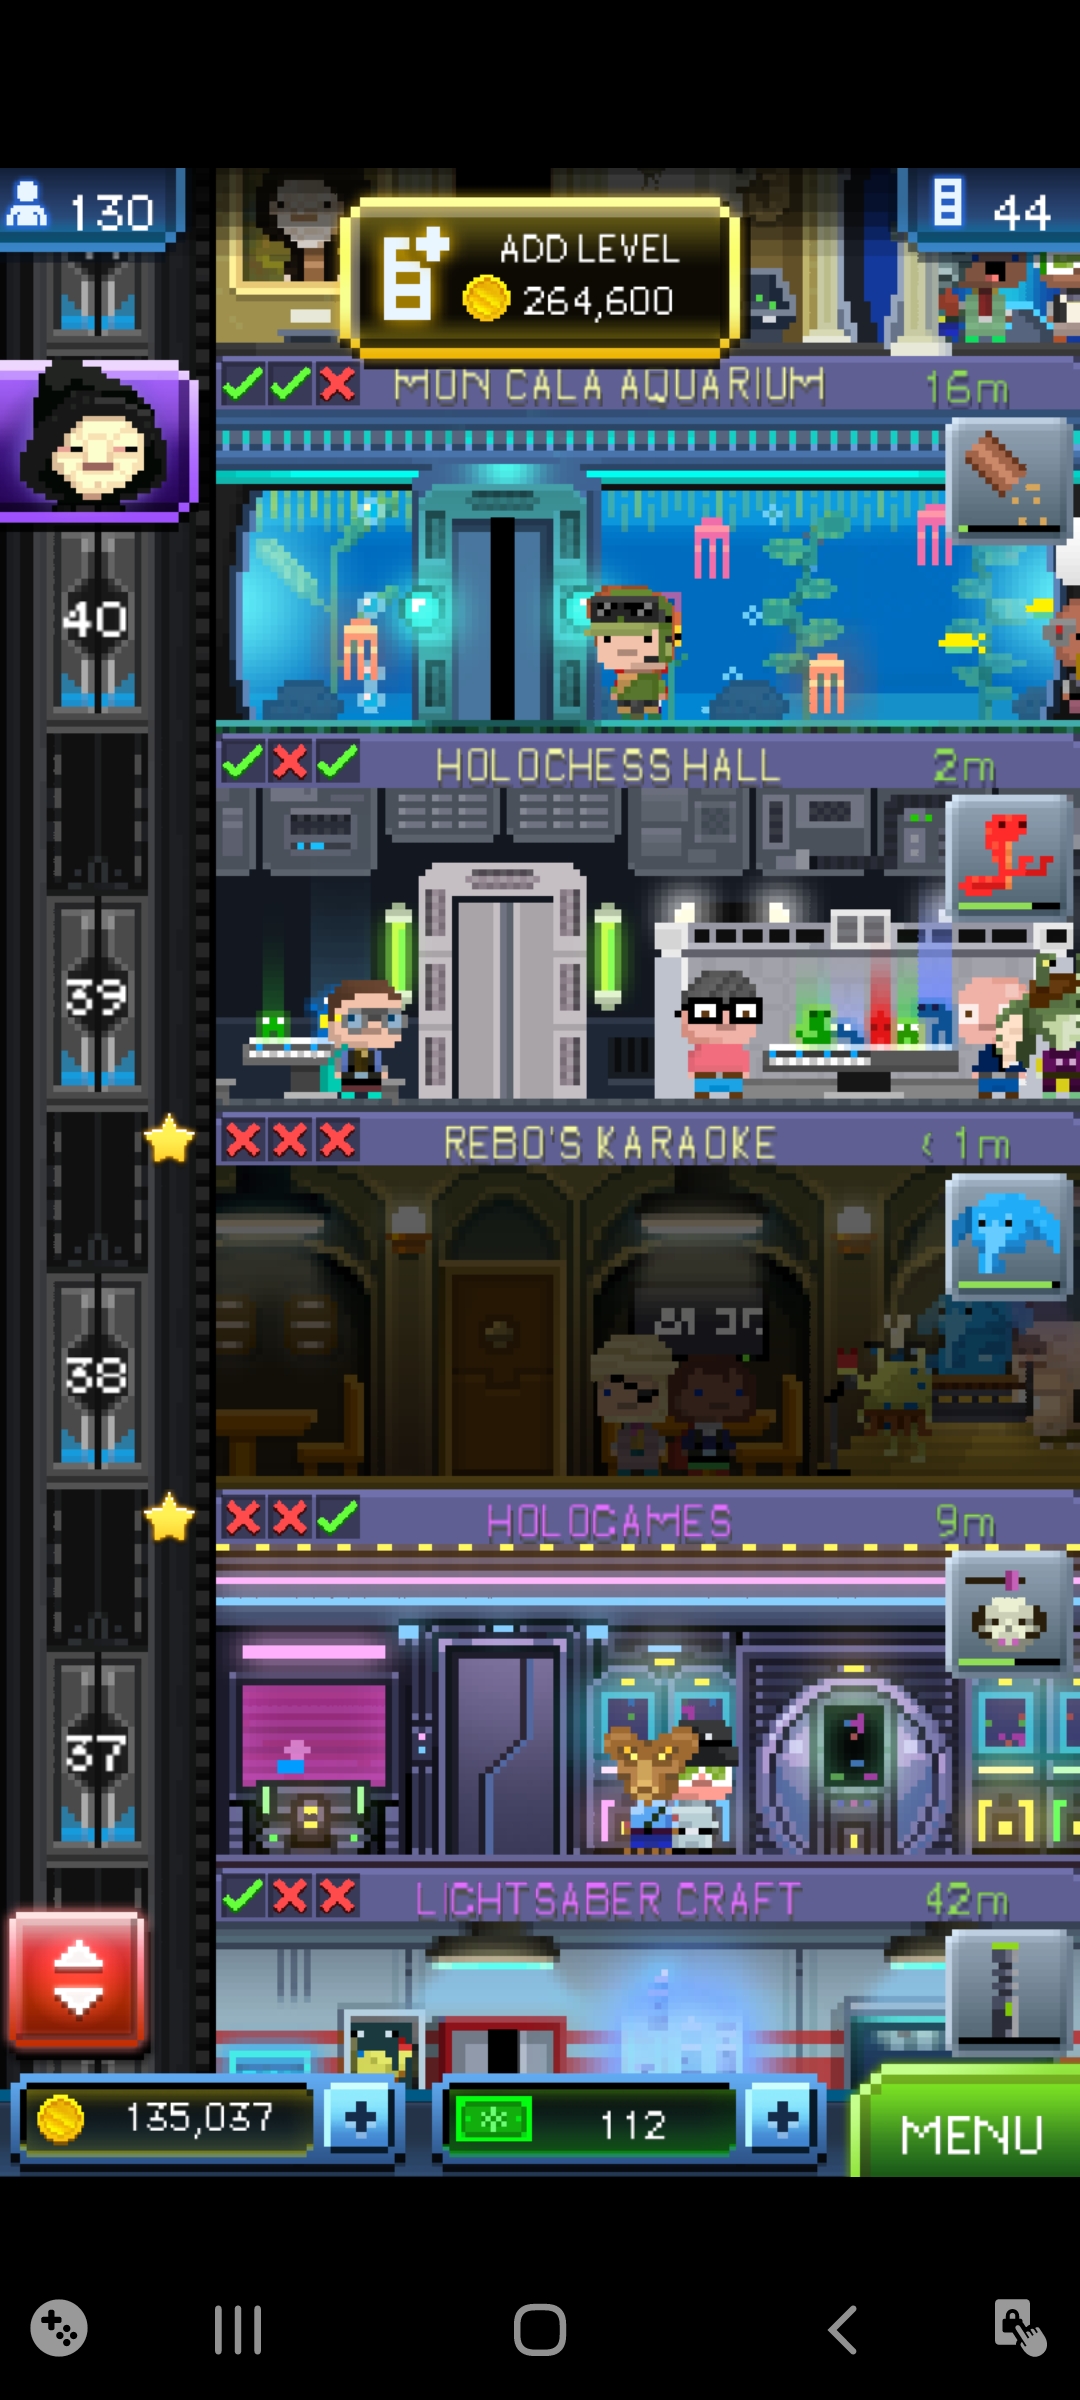 130
44
ADD LEVEL
264,600
MON CALA AQUARIUM 16m
40
HOLOCHESS HALL 2m
39
REBO'S KARAOKE < 1m
38
HOLOGAMES 9m
37
LIGHTSABER CRAFT 42m
135,037
112
MENU